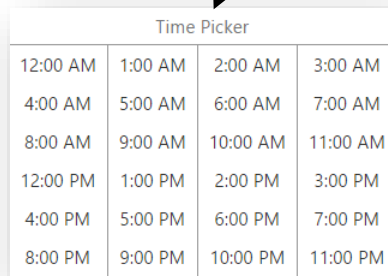 Time Picker
12:00 AM 1:00 AM 2:00 AM 3:00 AM
4:00 AM 5:00 AM 6:00 AM 7:00 AM
8:00 AM 9:00 AM 10:00 AM 11:00 AM
12:00 PM 1:00 PM 2:00 PM 3:00 PM
4:00 PM 5:00 PM 6:00 PM 7:00 PM
8:00 PM 9:00 PM 10:00 PM 11:00 PM